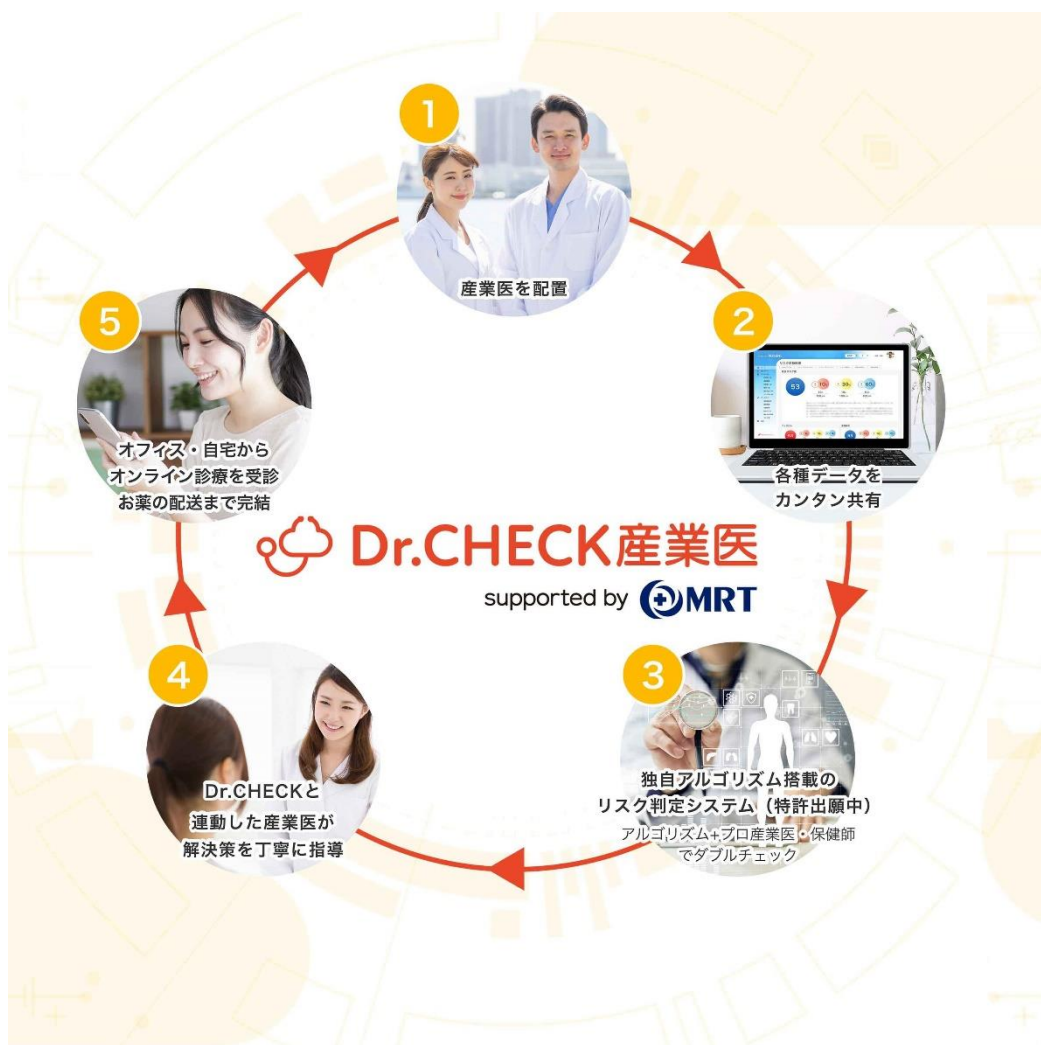 1
産業医を配置
2
各種データを
カンタン共有
3
独自アルゴリズム搭載の
リスク判定システム（特許出願中）
アルゴリズム+プロ産業医・保健師
でダブルチェック
4
Dr.CHECKと
連動した産業医が
解決策を丁寧に指導
5
オフィス・自宅から
オンライン診療を受診
お薬の配送まで完結
Dr.CHECK産業医
supported by MRT
53